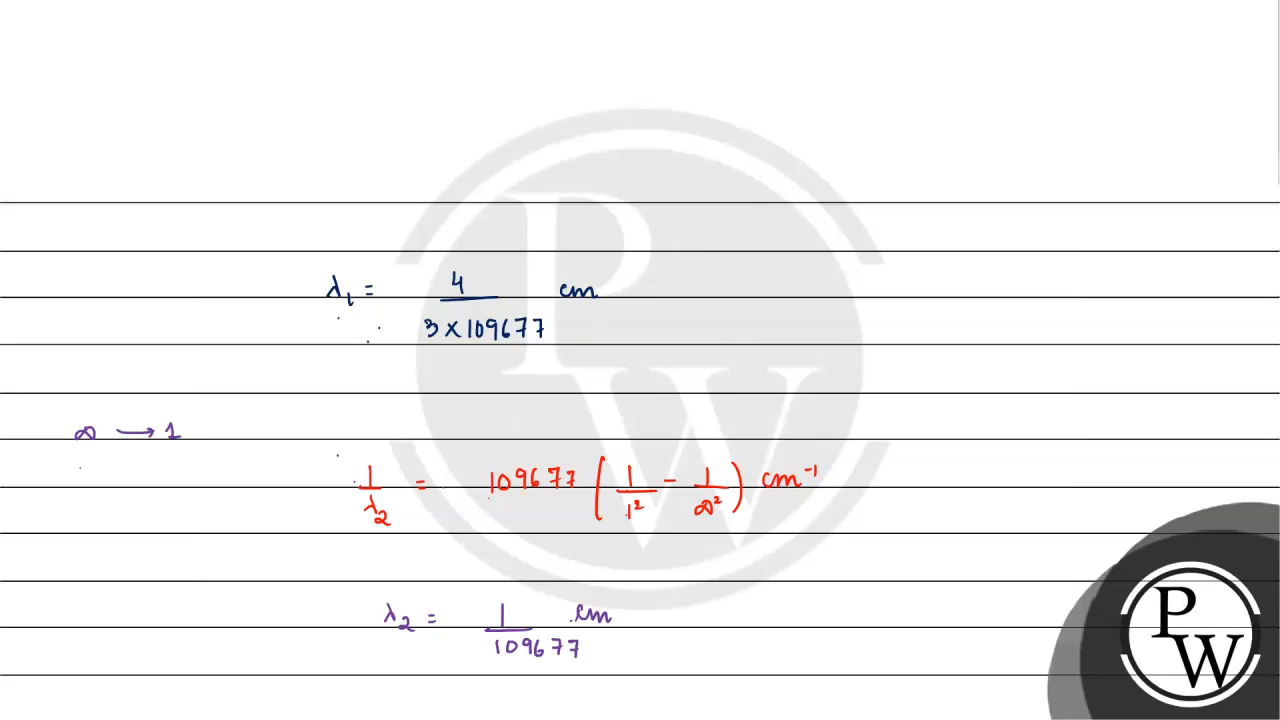 λ₁ = 4 / 3 × 109677 cm
∞ → 1
1/λ₂ = 109677 ( 1/1² − 1/∞² ) cm⁻¹
λ₂ = 1 / 109677 cm
P
W
P
W